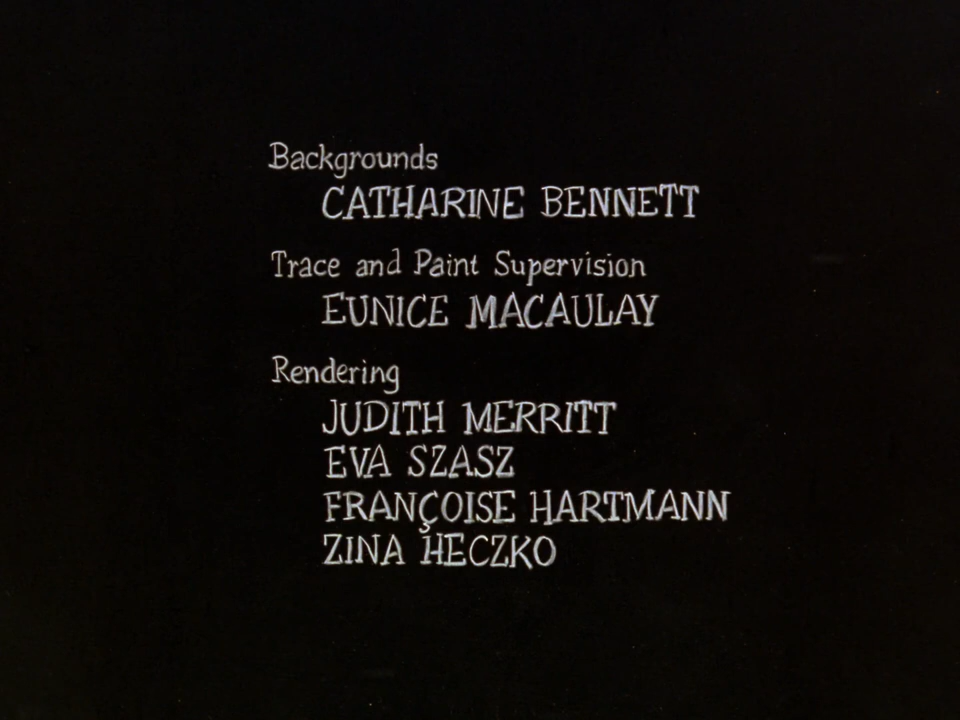 Backgrounds
CATHARINE BENNETT
Trace and Paint Supervision
EUNICE MACAULAY
Rendering
JUDITH MERRITT
EVA SZASZ
FRANÇOISE HARTMANN
ZINA HECZKO